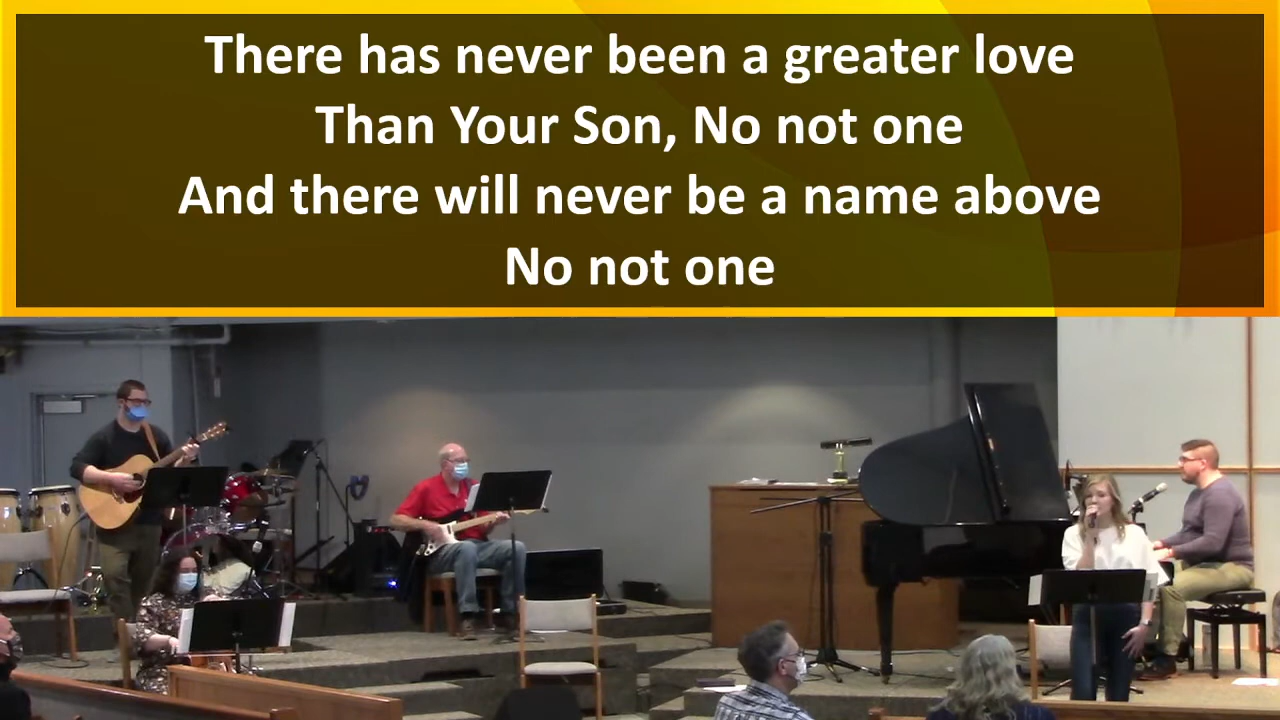 There has never been a greater love
Than Your Son, No not one
And there will never be a name above
No not one